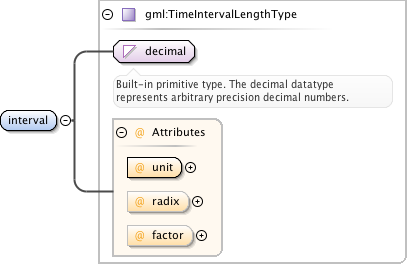 gml:TimeIntervalLengthType
decimal
Built-in primitive type. The decimal datatype
represents arbitrary precision decimal numbers.
interval
@ Attributes
@ unit
@ radix
@ factor